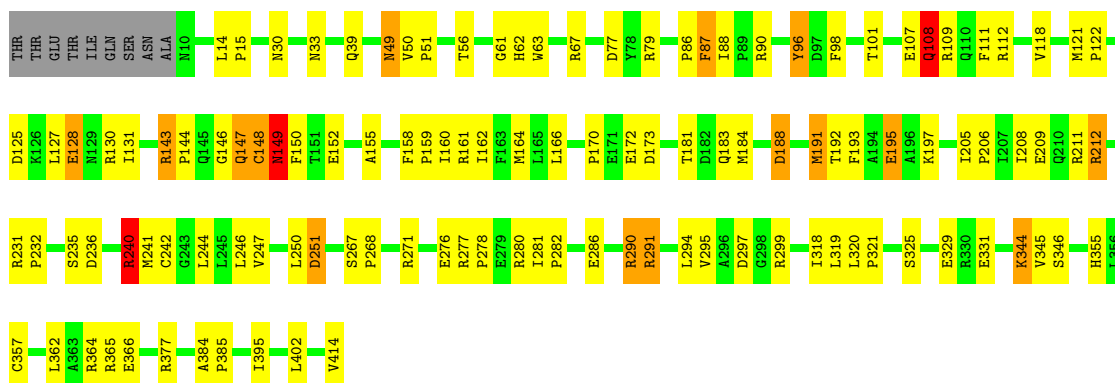 THR THR GLU THR ILE GLN SER ASN ALA N10 L14 P15 N30 N33 Q39 N49 V50 P51 T56 G61 H62 W63 R67 D77 Y78 R79 P86 F87 I88 P89 R90 Y96 D97 F98 T101 E107 Q108 R109 Q110 F111 R112 V118 M121 P122
D125 K126 L127 E128 N129 R130 I131 R143 P144 Q145 G146 Q147 C148 N149 F150 T151 E152 A155 F158 P159 I160 R161 I162 F163 M164 L165 L166 P170 E171 E172 D173 T181 D182 Q183 M184 D188 M191 T192 F193 A194 E195 A196 K197 I205 P206 I207 I208 E209 Q210 R211 R212
R231 P232 S235 D236 R240 M241 C242 G243 L244 L245 L246 V247 L250 D251 S267 P268 R271 E276 R277 P278 E279 R280 I281 P282 E286 R290 R291 L294 V295 A296 D297 G298 R299 I318 L319 L320 P321 S325 E329 R330 E331 K344 V345 S346 H355 L356
C357 L362 A363 R364 R365 E366 R377 A384 P385 I395 L402 V414